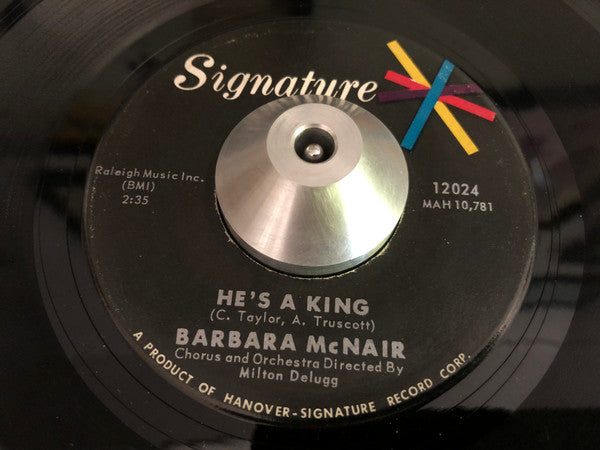 Signature
Raleigh Music Inc.
(BMI)
2:35
12024
MAH 10,781
HE'S A KING
(C. Taylor, A. Truscott)
BARBARA McNAIR
Chorus and Orchestra Directed By
Milton Delugg
A PRODUCT OF HANOVER-SIGNATURE RECORD CORP.